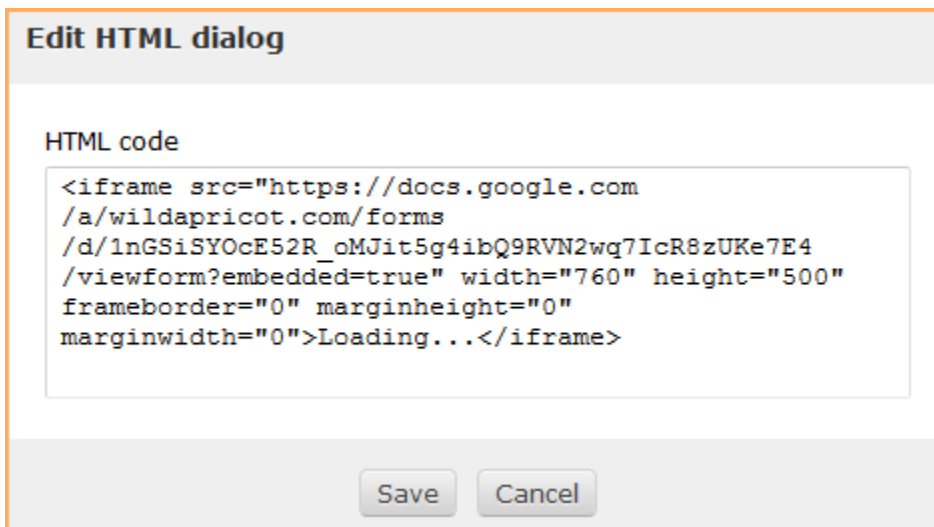 Edit HTML dialog
HTML code
<iframe src="https://docs.google.com
/a/wildapricot.com/forms
/d/1nGSiSYOcE52R_oMJit5g4ibQ9RVN2wq7IcR8zUKe7E4
/viewform?embedded=true" width="760" height="500"
frameborder="0" marginheight="0"
marginwidth="0">Loading...</iframe>
Save Cancel